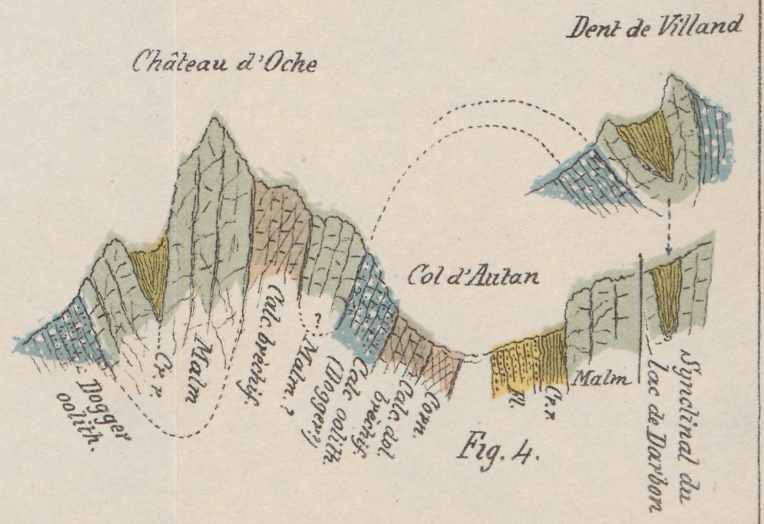 Dent de Villand
Château d'Oche
Col d'Autan
Dogger
oolith.
Cr. r.
Malm
Calc. bréchif.
?
Malm. ?
Calc oolith.
(Dogger?)
Calc. dol.
bréchif.
Corn.
Fl.
Cr. r.
Malm
Synclinal du
lac de Darbon
Fig. 4.